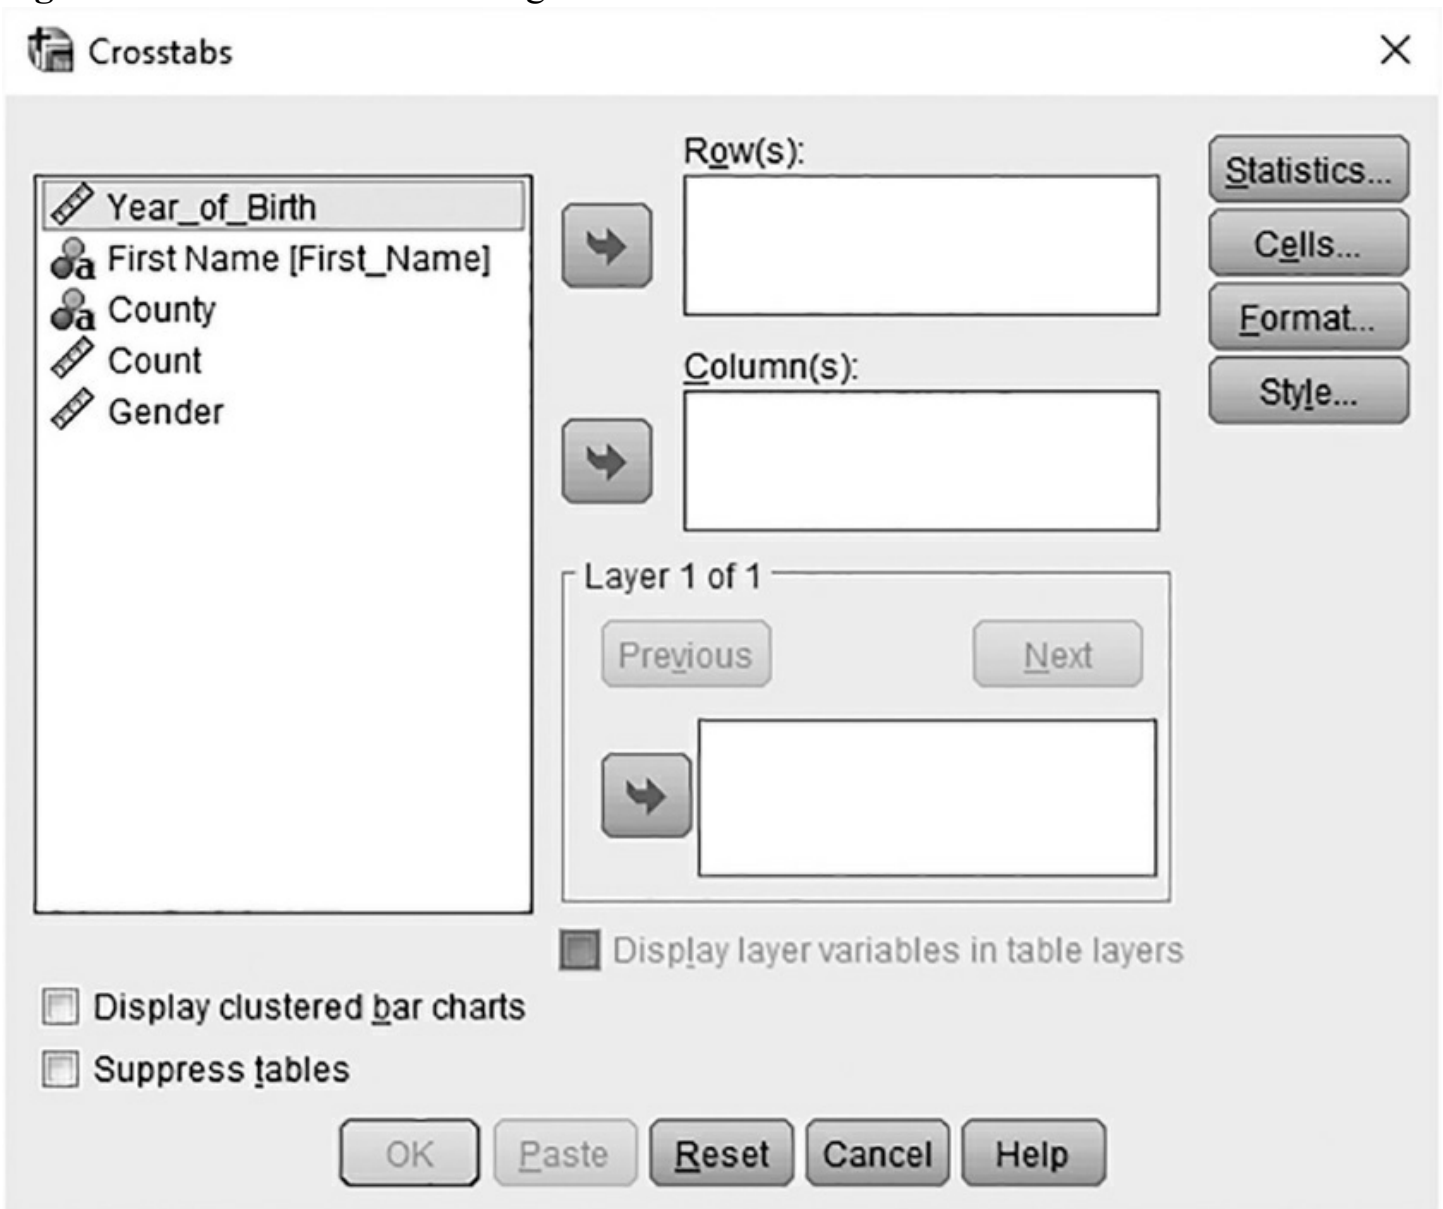 Crosstabs
Year_of_Birth
First Name [First_Name]
County
Count
Gender
Row(s):
Column(s):
Layer 1 of 1
Previous
Next
Display layer variables in table layers
Statistics...
Cells...
Format...
Style...
Display clustered bar charts
Suppress tables
OK
Paste
Reset
Cancel
Help